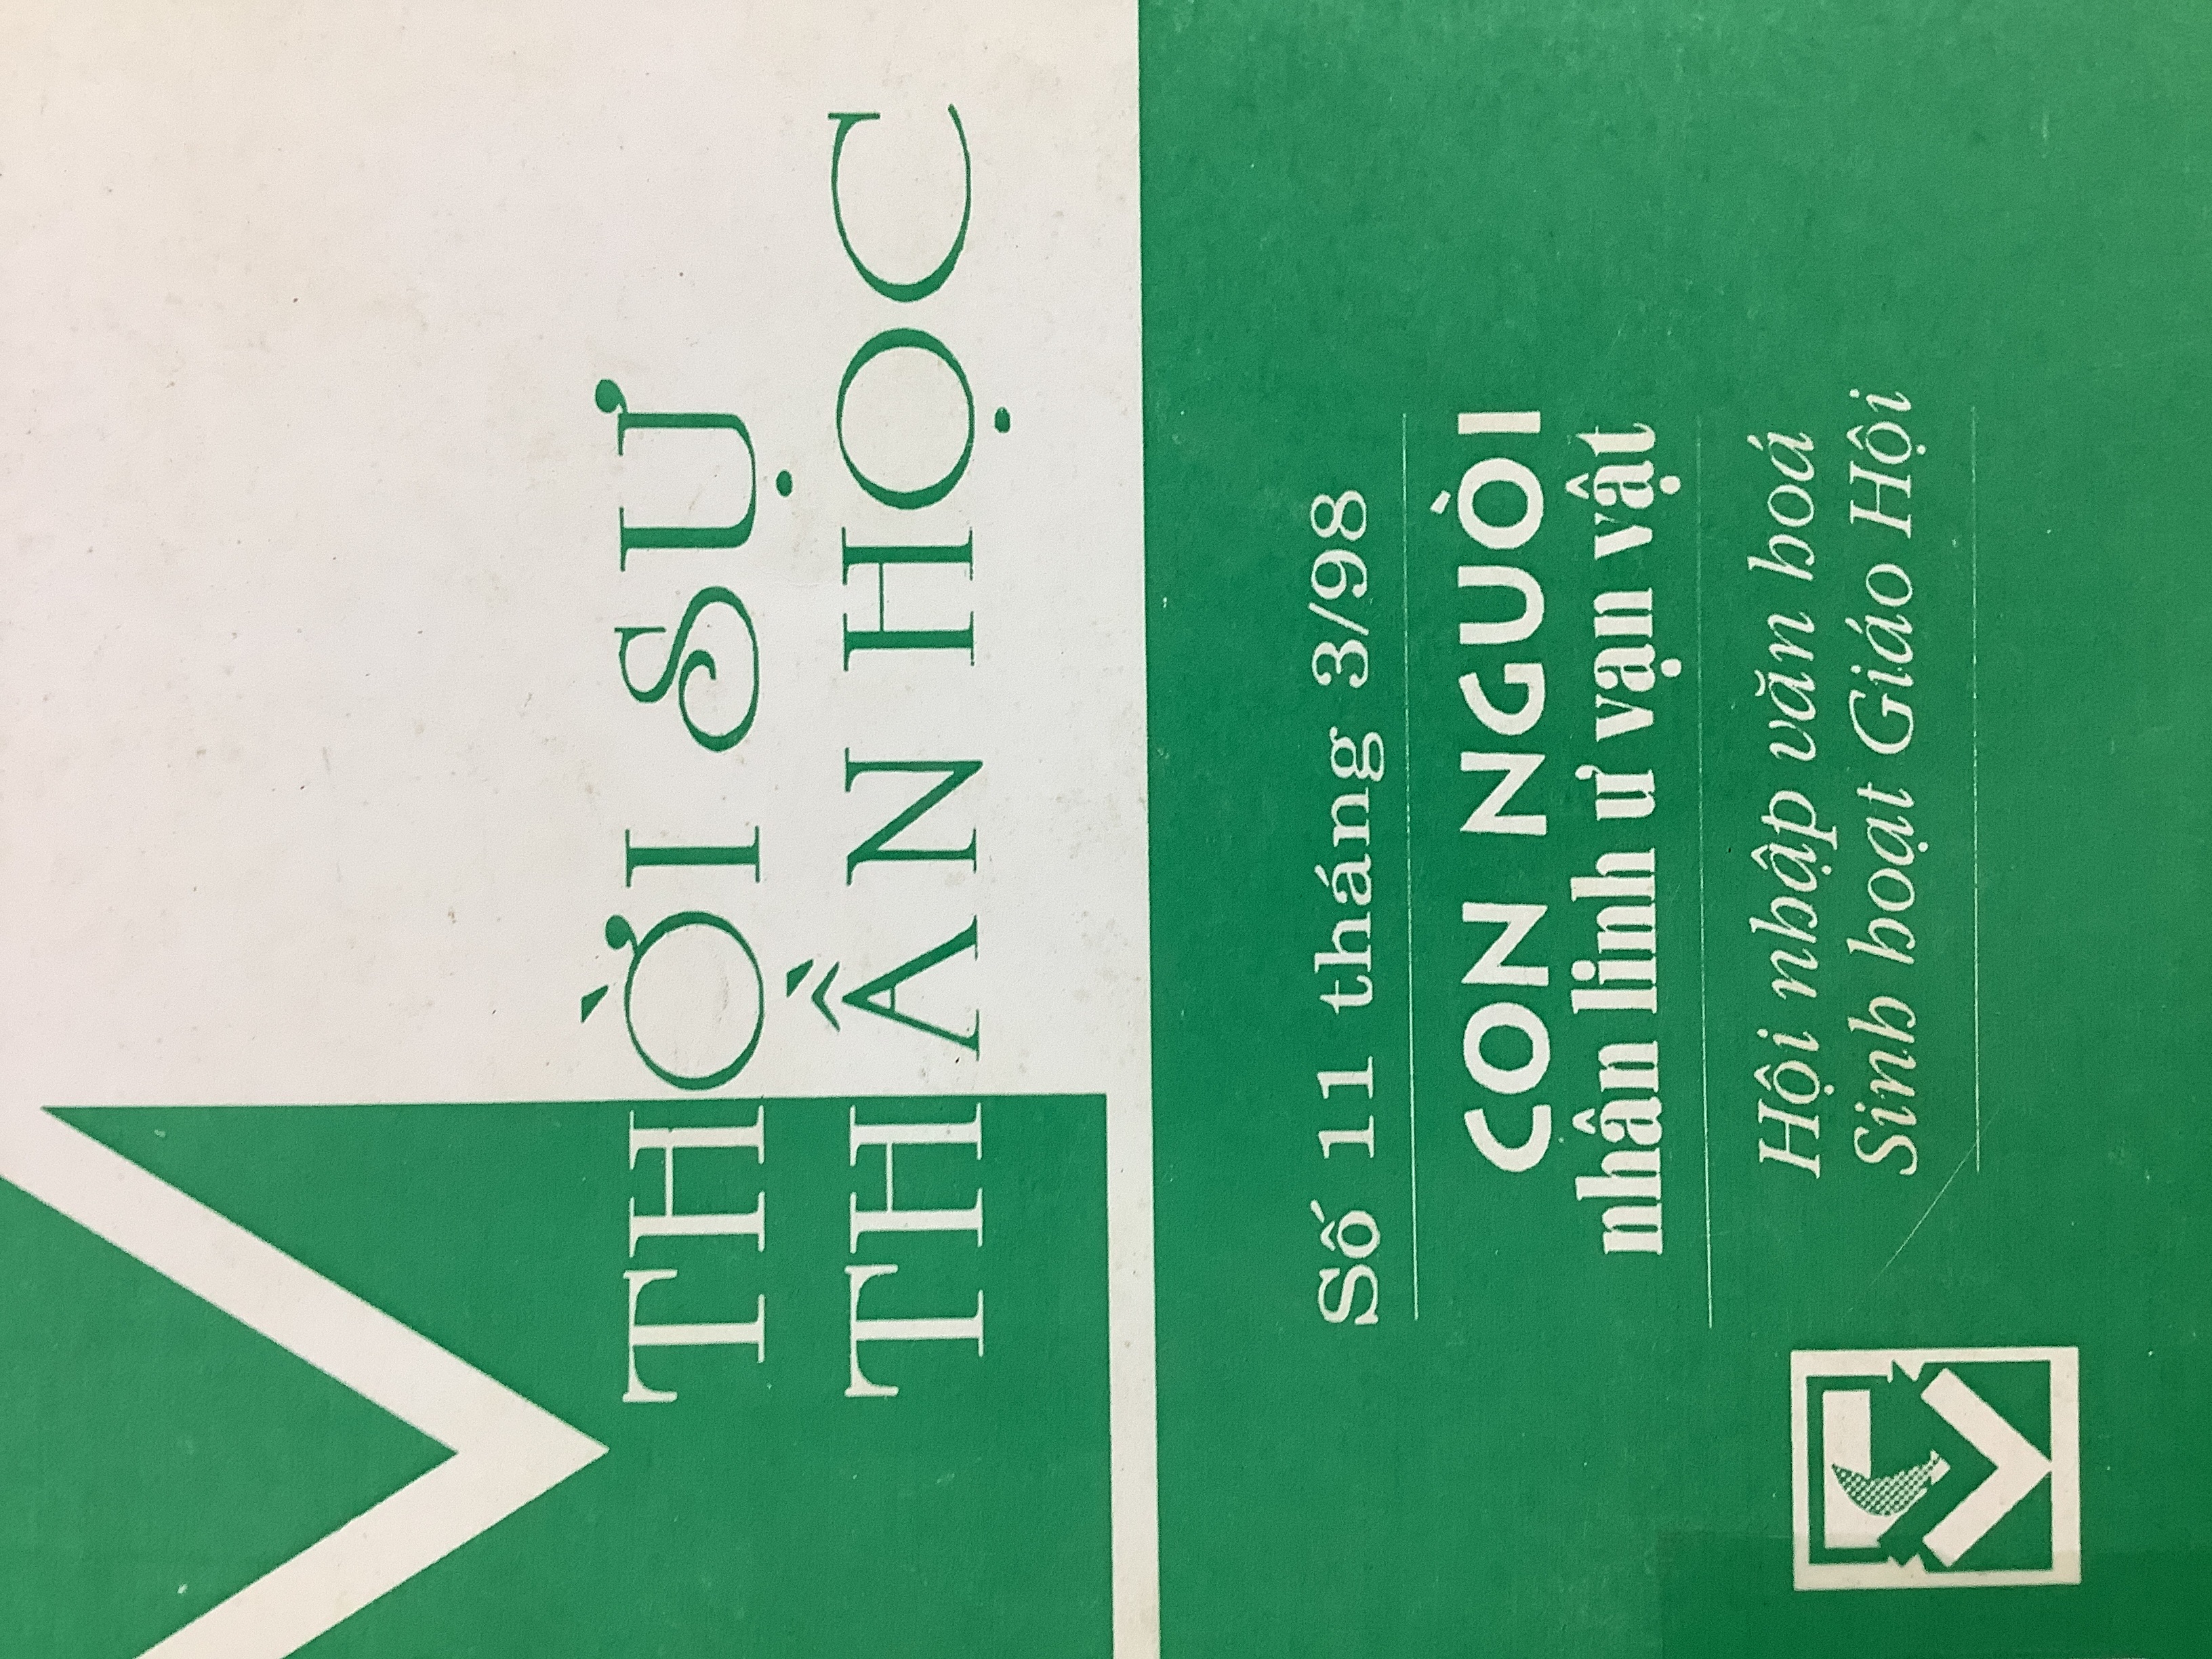 THỜI SỰ
THẦN HỌC
Số 11 tháng 3/98
CON NGUỜI
nhân linh ư vạn vật
Hội nhập văn hoá
Sinh hoạt Giáo Hội